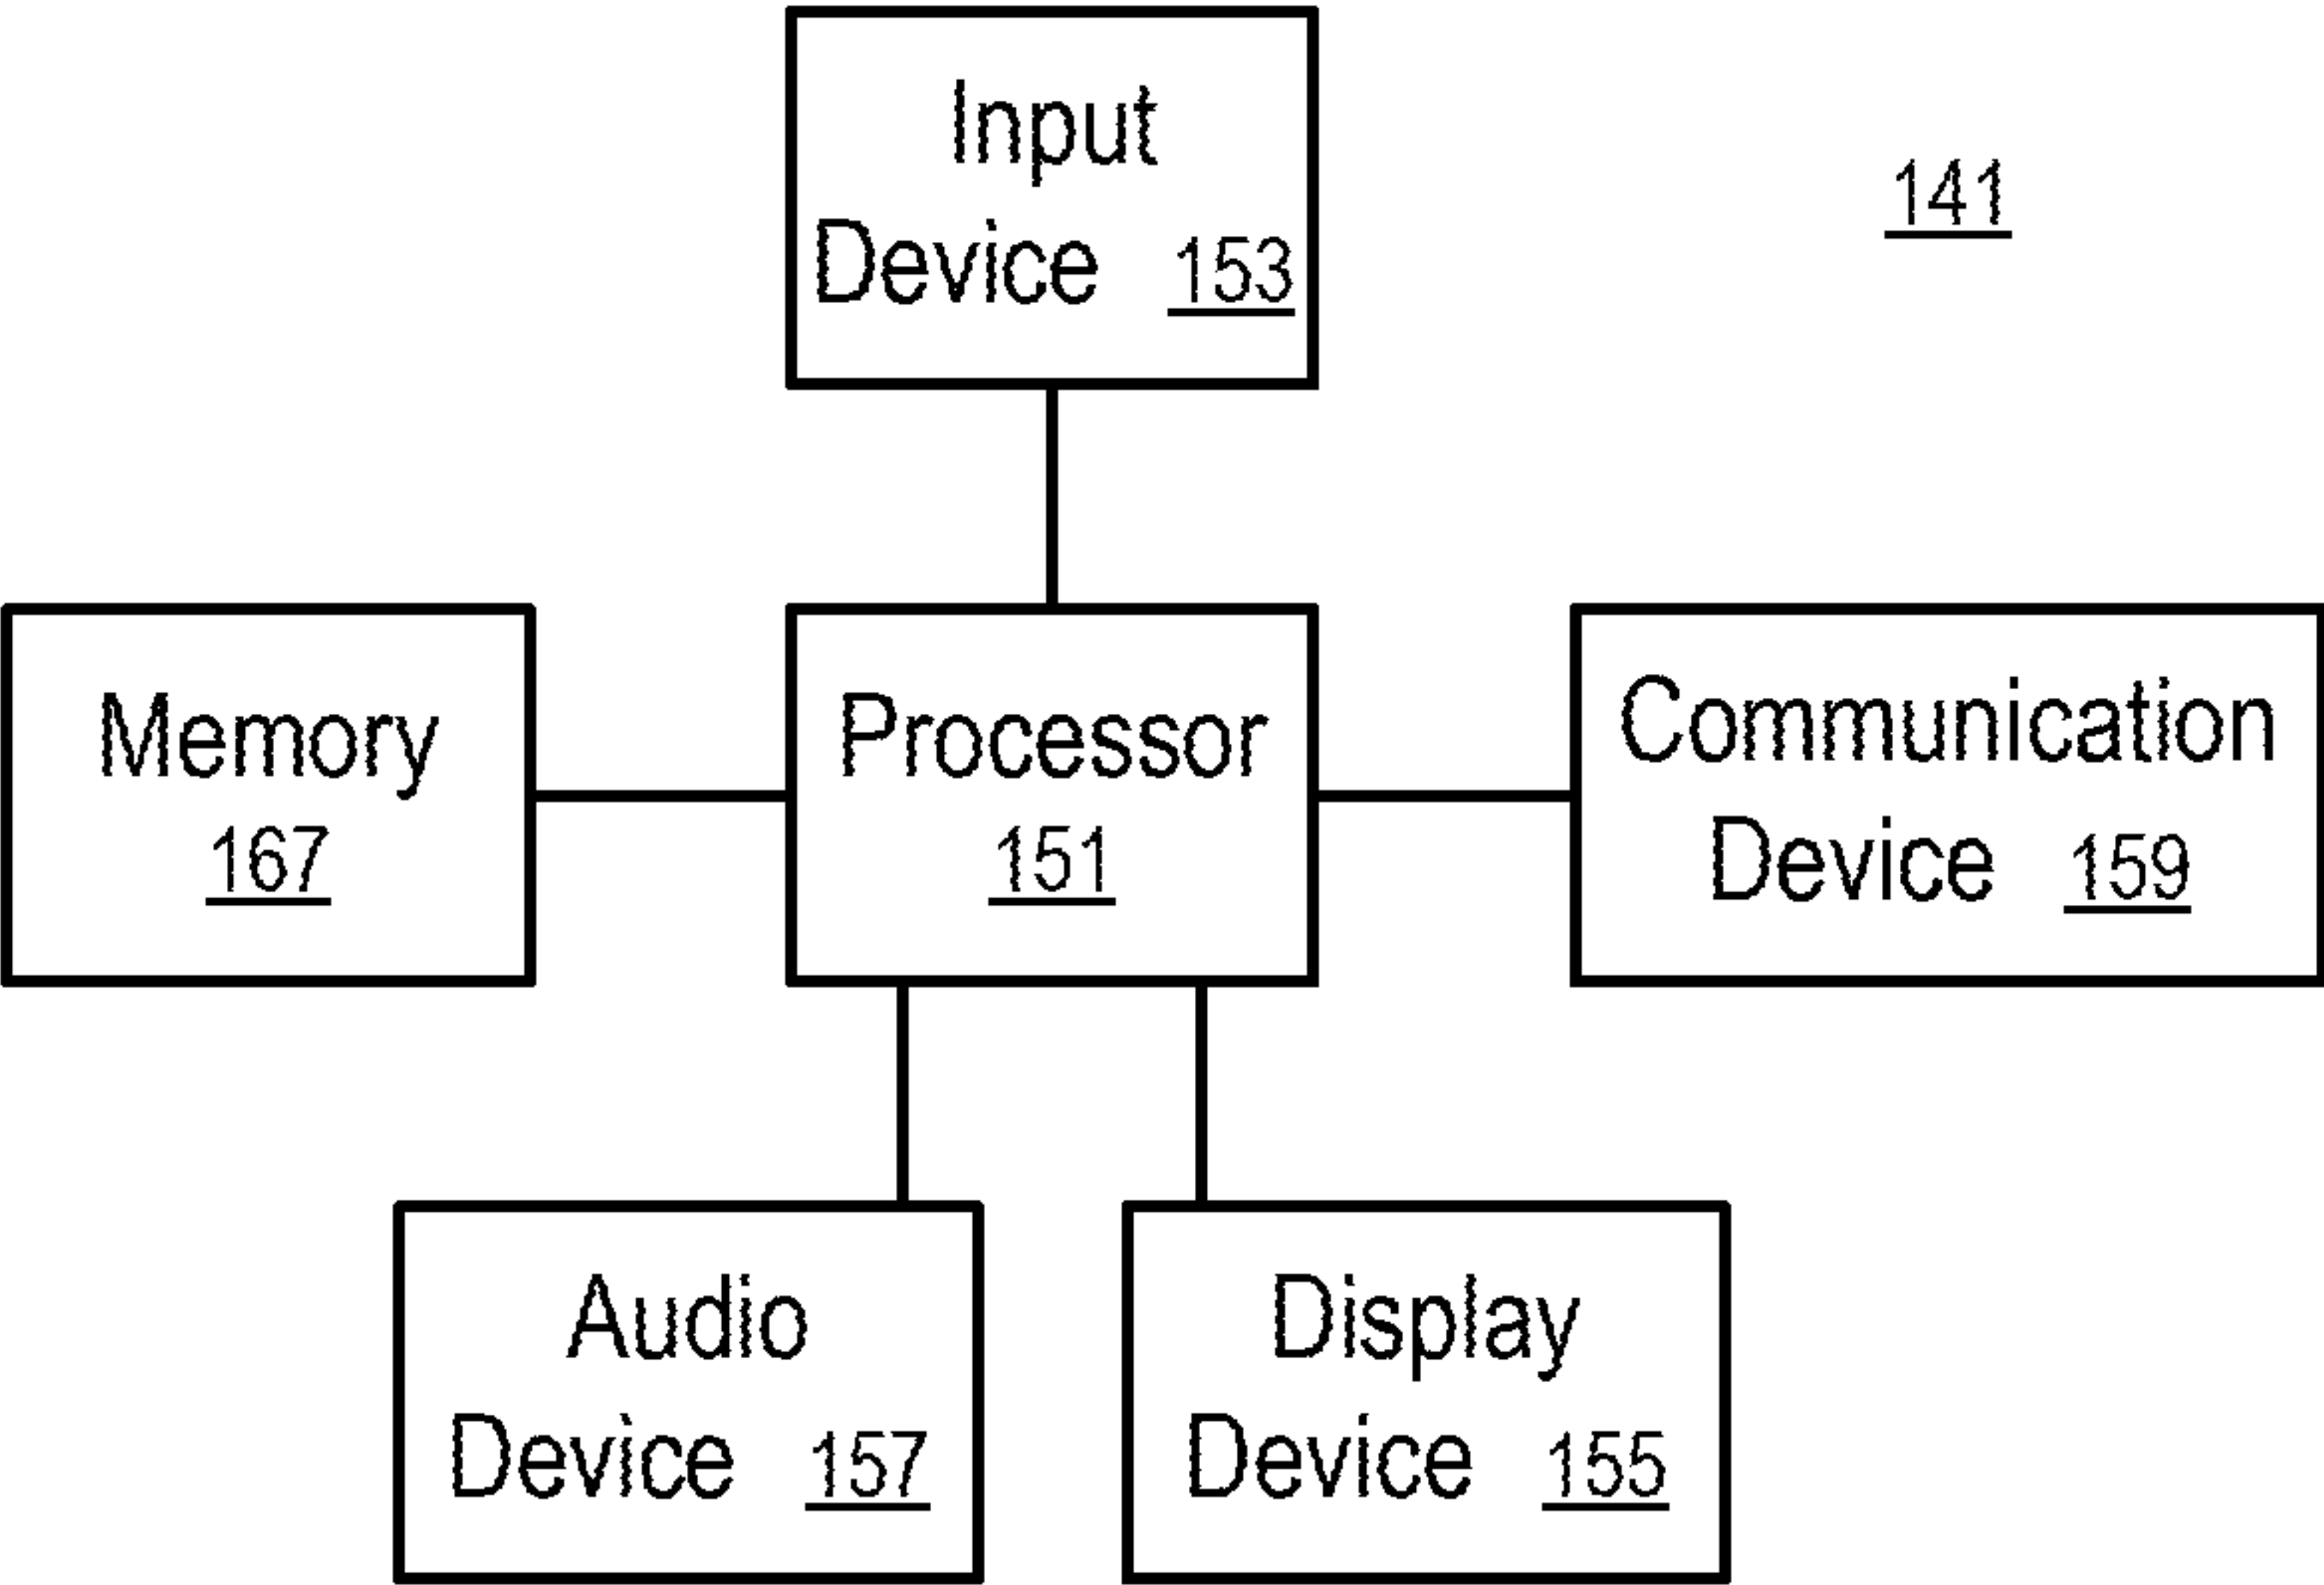 Input
Device 153
141
Memory
167
Processor
151
Communication
Device 159
Audio
Device 157
Display
Device 155